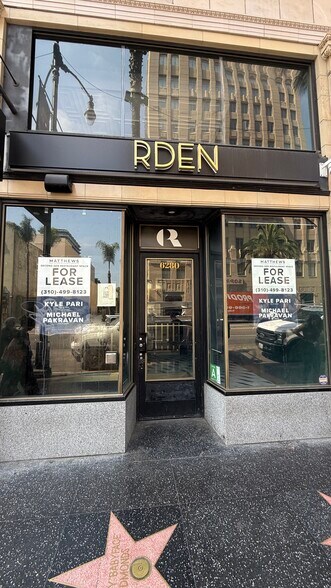 RDEN
R
6280
MATTHEWS
FOR
LEASE
(310)-499-8123
KYLE PARI
MICHAEL
PAKRAVAN
MATTHEWS
FOR
LEASE
(310)-499-8123
KYLE PARI
MICHAEL
PAKRAVAN
A